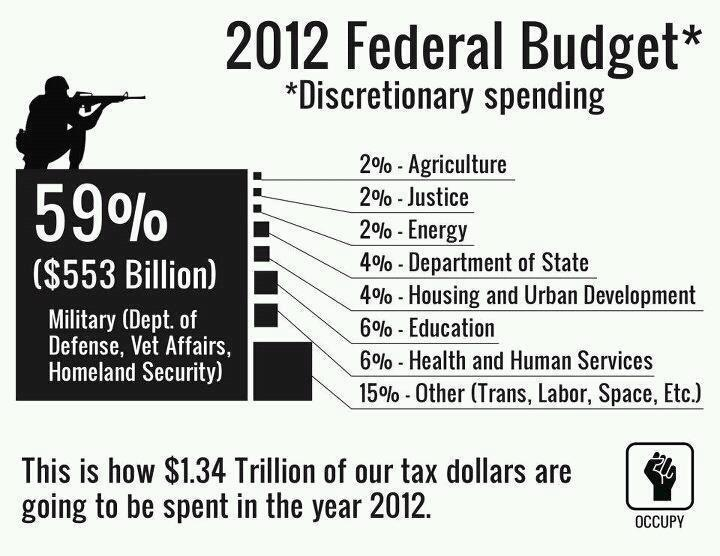 2012 Federal Budget*
*Discretionary spending
59%
($553 Billion)
Military (Dept. of
Defense, Vet Affairs,
Homeland Security)
2% - Agriculture
2% - Justice
2% - Energy
4% - Department of State
4% - Housing and Urban Development
6% - Education
6% - Health and Human Services
15% - Other (Trans, Labor, Space, Etc.)
This is how $1.34 Trillion of our tax dollars are
going to be spent in the year 2012.
OCCUPY